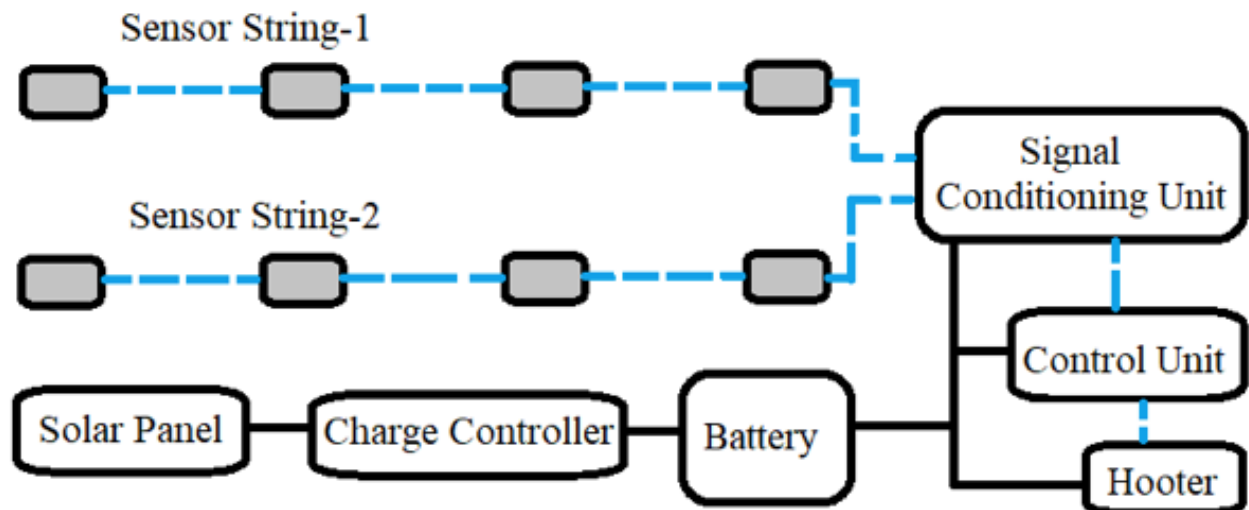 Sensor String-1
Sensor String-2
Signal
Conditioning Unit
Control Unit
Solar Panel
Charge Controller
Battery
Hooter